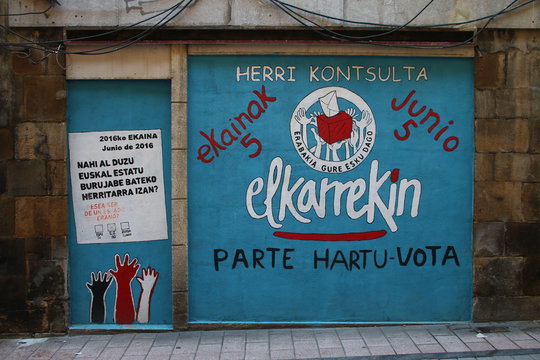 2016ko EKAINA
Junio de 2016
NAHI AL DUZU
EUSKAL ESTATU
BURUJABE BATEKO
HERRITARRA IZAN?
HERRI KONTSULTA
ekainak
5
Junio
5
ERABAKIA GURE ESKU DAGO
elkarrekin
PARTE HARTU-VOTA